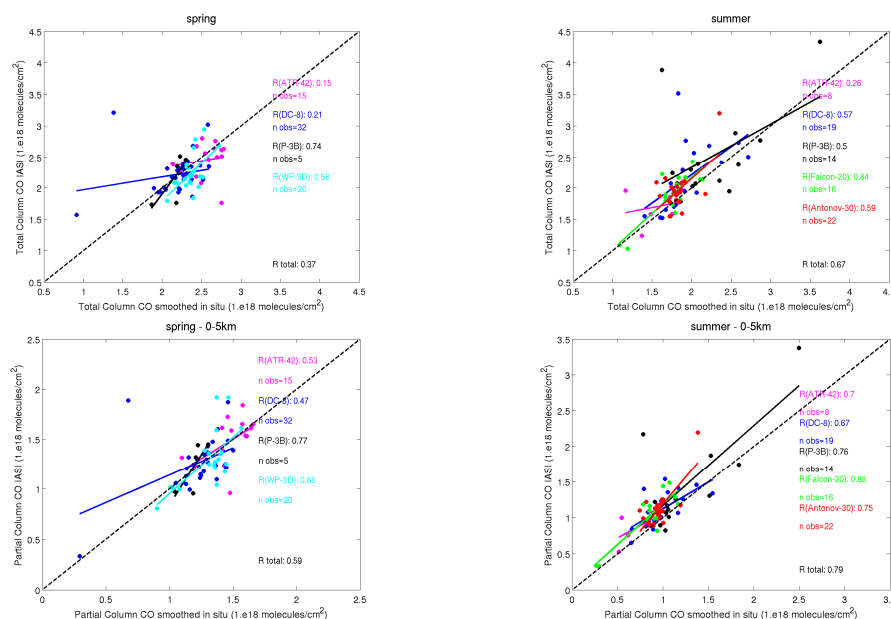 spring
4.5
4
3.5
3
2.5
2
1.5
1
0.5
0.5 1 1.5 2 2.5 3 3.5 4 4.5
Total Column CO IASI (1.e18 molecules/cm²)
Total Column CO smoothed in situ (1.e18 molecules/cm²)
R(ATR-42): 0.15
n obs=15
R(DC-8): 0.21
n obs=32
R(P-3B): 0.74
n obs=5
R(WP-3D): 0.58
n obs=20
R total: 0.37
summer
4.5
4
3.5
3
2.5
2
1.5
1
0.5
0.5 1 1.5 2 2.5 3 3.5 4 4.5
Total Column CO IASI (1.e18 molecules/cm²)
Total Column CO smoothed in situ (1.e18 molecules/cm²)
R(ATR-42): 0.26
n obs=8
R(DC-8): 0.57
n obs=19
R(P-3B): 0.5
n obs=14
R(Falcon-20): 0.84
n obs=16
R(Antonov-30): 0.59
n obs=22
R total: 0.67
spring - 0-5km
2.5
2
1.5
1
0.5
0
0 0.5 1 1.5 2 2.5
Partial Column CO IASI (1.e18 molecules/cm²)
Partial Column CO smoothed in situ (1.e18 molecules/cm²)
R(ATR-42): 0.53
n obs=15
R(DC-8): 0.47
n obs=32
R(P-3B): 0.77
n obs=5
R(WP-3D): 0.68
n obs=20
R total: 0.59
summer - 0-5km
3.5
3
2.5
2
1.5
1
0.5
0
0 0.5 1 1.5 2 2.5 3 3.
Partial Column CO IASI (1.e18 molecules/cm²)
Partial Column CO smoothed in situ (1.e18 molecules/cm²)
R(ATR-42): 0.7
n obs=8
R(DC-8): 0.67
n obs=19
R(P-3B): 0.76
n obs=14
R(Falcon-20): 0.88
n obs=16
R(Antonov-30): 0.75
n obs=22
R total: 0.79